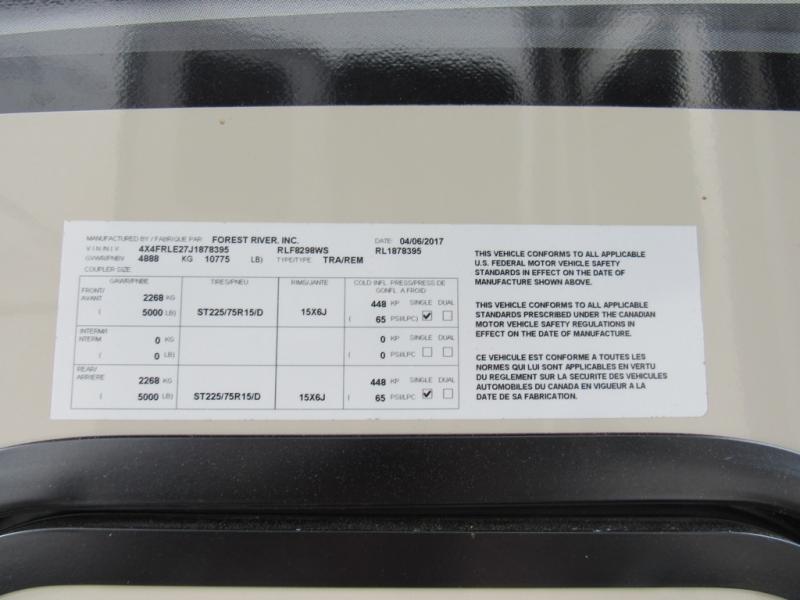 MANUFACTURED BY / FABRIQUE PAR FOREST RIVER, INC. DATE: 04/06/2017
V.I.N./N.I.V. 4X4FRLE27J1878395 RLF8298WS RL1878395
GVWR/PNBV 4888 KG 10775 LB) TYPE/TYPE TRA/REM
COUPLER SIZE
GAWR/PNBE TIRES/PNEU RIMS/JANTE COLD INFL. PRESS/PRESS DE GONFL. A FROID
FRONT/ AVANT 2268 KG 448 KP SINGLE DUAL
( 5000 LB) ST225/75R15/D 15X6J ( 65 PSI/LPC)
INTERM/ NTERM. 0 KG 0 KP SINGLE DUAL
( 0 LB) ( 0 PSI/LPC
REAR/ ARRIERE 2268 KG 448 KP SINGLE DUAL
( 5000 LB) ST225/75R15/D 15X6J ( 65 PSI/LPC
THIS VEHICLE CONFORMS TO ALL APPLICABLE
U.S. FEDERAL MOTOR VEHICLE SAFETY
STANDARDS IN EFFECT ON THE DATE OF
MANUFACTURE SHOWN ABOVE.
THIS VEHICLE CONFORMS TO ALL APPLICABLE
STANDARDS PRESCRIBED UNDER THE CANADIAN
MOTOR VEHICLE SAFETY REGULATIONS IN
EFFECT ON THE DATE OF MANUFACTURE.
CE VEHICULE EST CONFORME A TOUTES LES
NORMES QUI LUI SONT APPLICABLES EN VERTU
DU REGLEMENT SUR LA SECURITE DES VEHICULES
AUTOMOBILES DU CANADA EN VIGUEUR A LA
DATE DE SA FABRICATION.